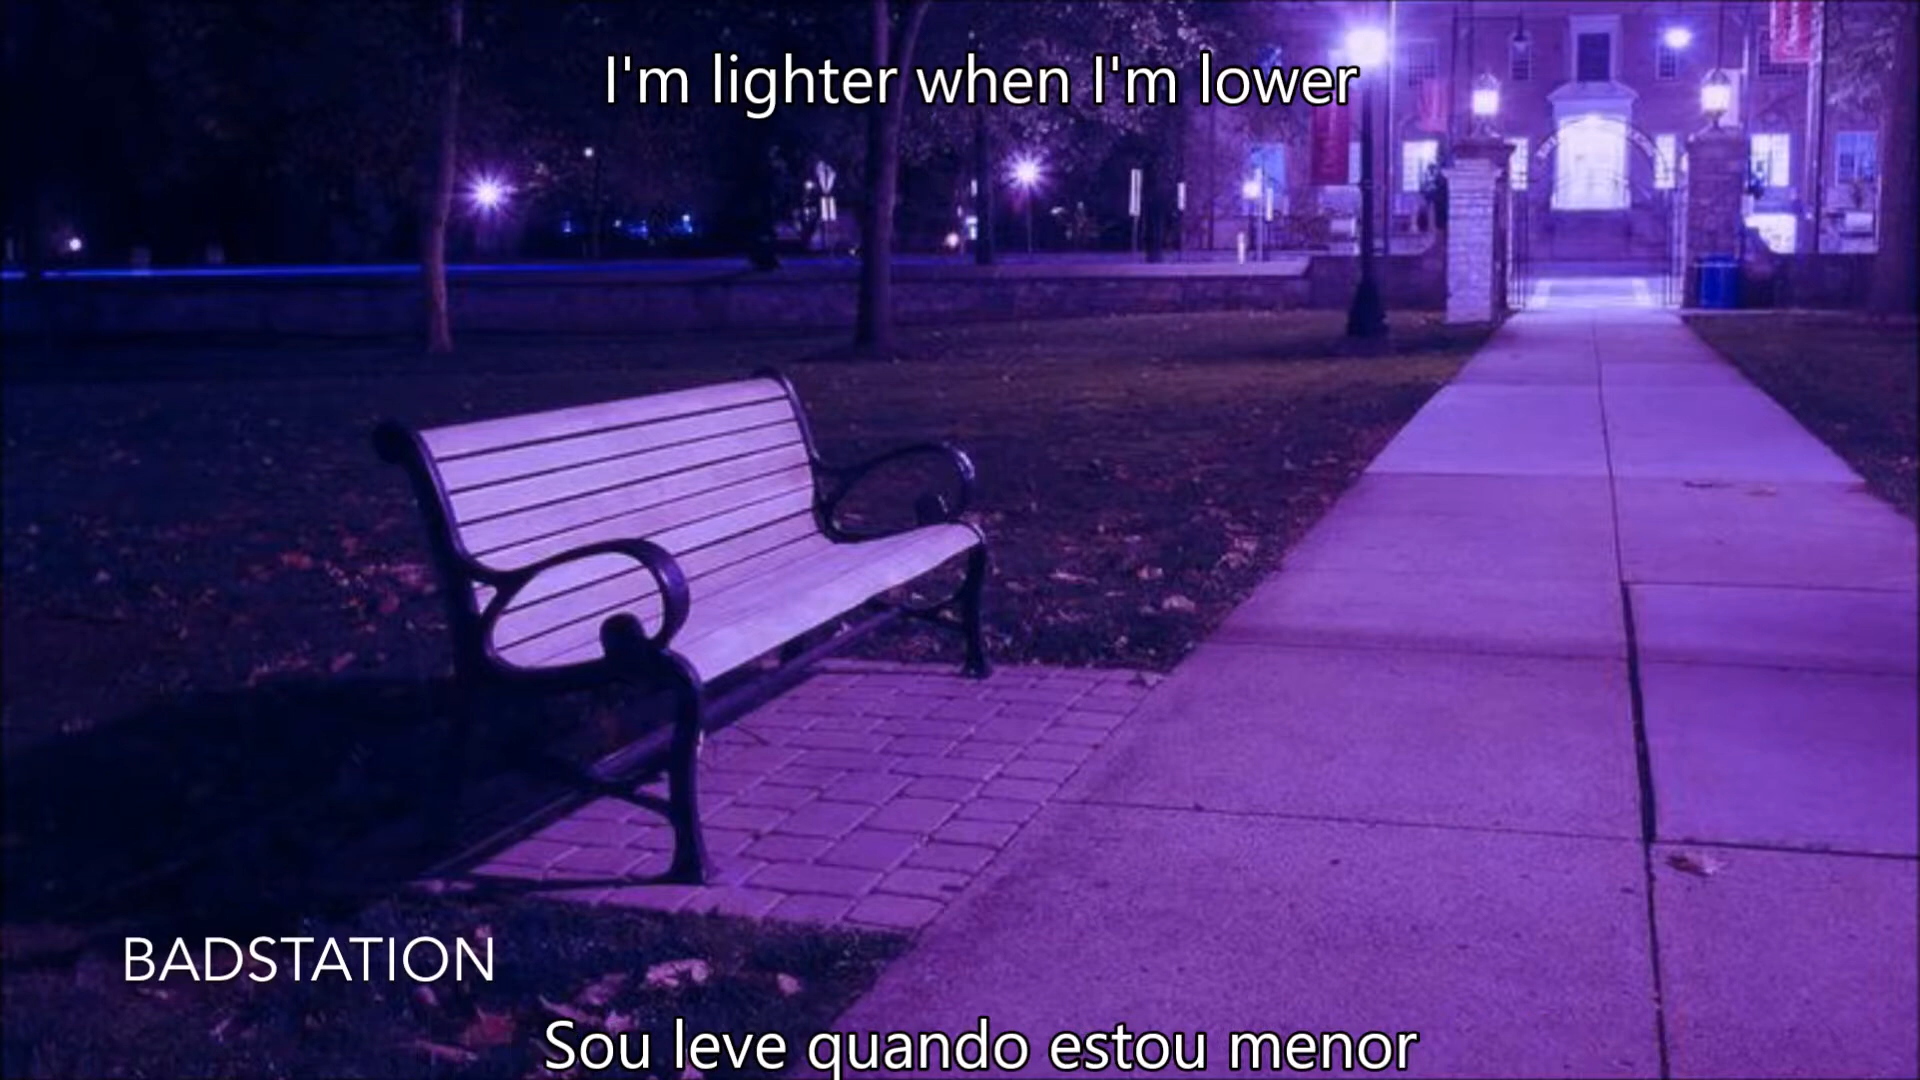 I'm lighter when I'm lower
BADSTATION
Sou leve quando estou menor